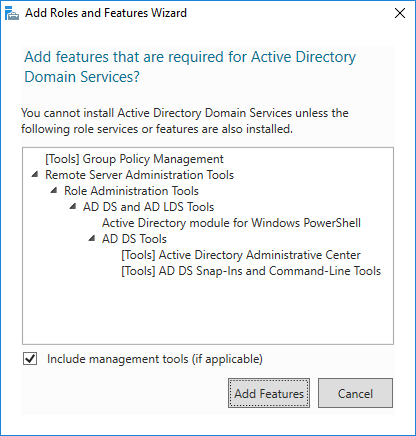 Add Roles and Features Wizard
Add features that are required for Active Directory
Domain Services?
You cannot install Active Directory Domain Services unless the
following role services or features are also installed.
[Tools] Group Policy Management
Remote Server Administration Tools
Role Administration Tools
AD DS and AD LDS Tools
Active Directory module for Windows PowerShell
AD DS Tools
[Tools] Active Directory Administrative Center
[Tools] AD DS Snap-Ins and Command-Line Tools
Include management tools (if applicable)
Add Features
Cancel